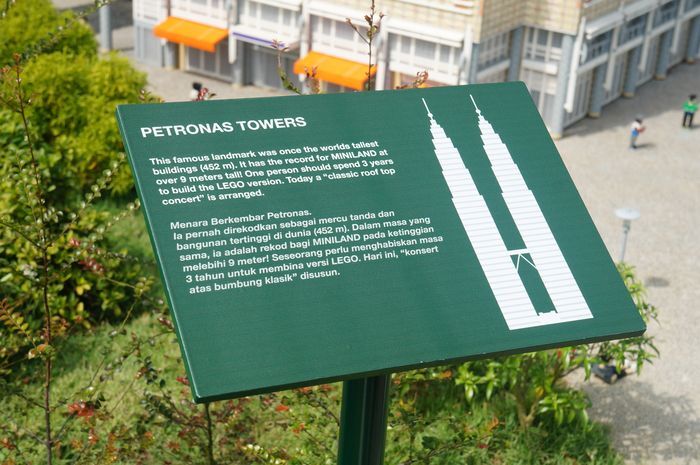 PETRONAS TOWERS
This famous landmark was once the worlds talliest
buildings (452 m). It has the record for MINILAND at
over 9 meters tall! One person should spend 3 years
to build the LEGO version. Today a "classic roof top
concert" is arranged.
Menara Berkembar Petronas.
Ia pernah direkodkan sebagai mercu tanda dan
bangunan tertinggi di dunia (452 m). Dalam masa yang
sama, ia adalah rekod bagi MINILAND pada ketinggian
melebihi 9 meter! Seseorang perlu menghabiskan masa
3 tahun untuk membina versi LEGO. Hari ini, "konsert
atas bumbung klasik" disusun.